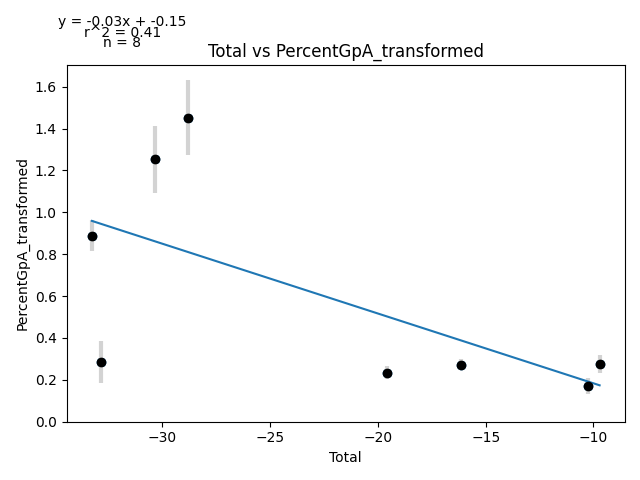 y = -0.03x + -0.15
r^2 = 0.41
n = 8
Total vs PercentGpA_transformed
PercentGpA_transformed
1.6
1.4
1.2
1.0
0.8
0.6
0.4
0.2
0.0
−30
−25
−20
−15
−10
Total